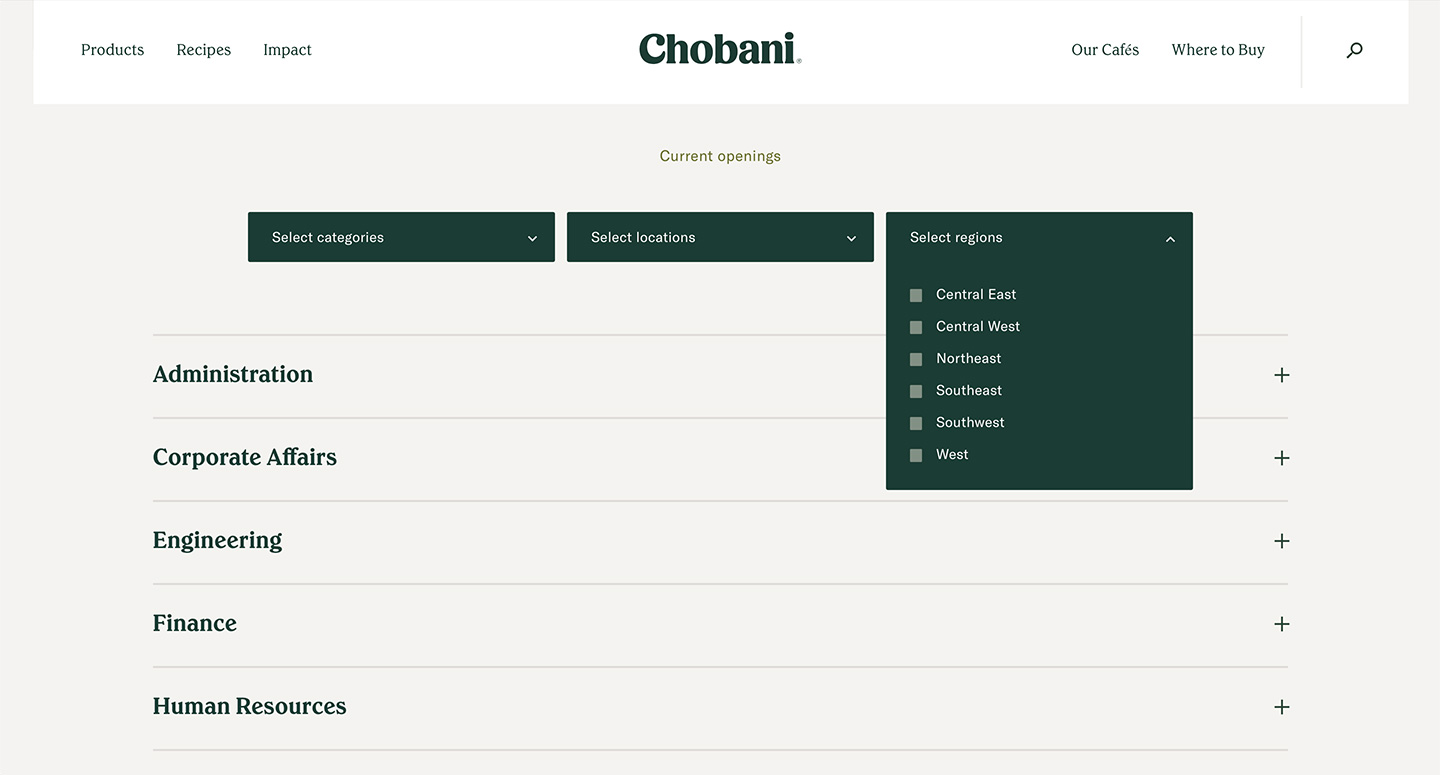 Products Recipes Impact Chobani® Our Cafés Where to Buy
Current openings
Select categories Select locations Select regions
Central East
Central West
Northeast
Southeast
Southwest
West
Administration
Corporate Affairs
Engineering
Finance
Human Resources